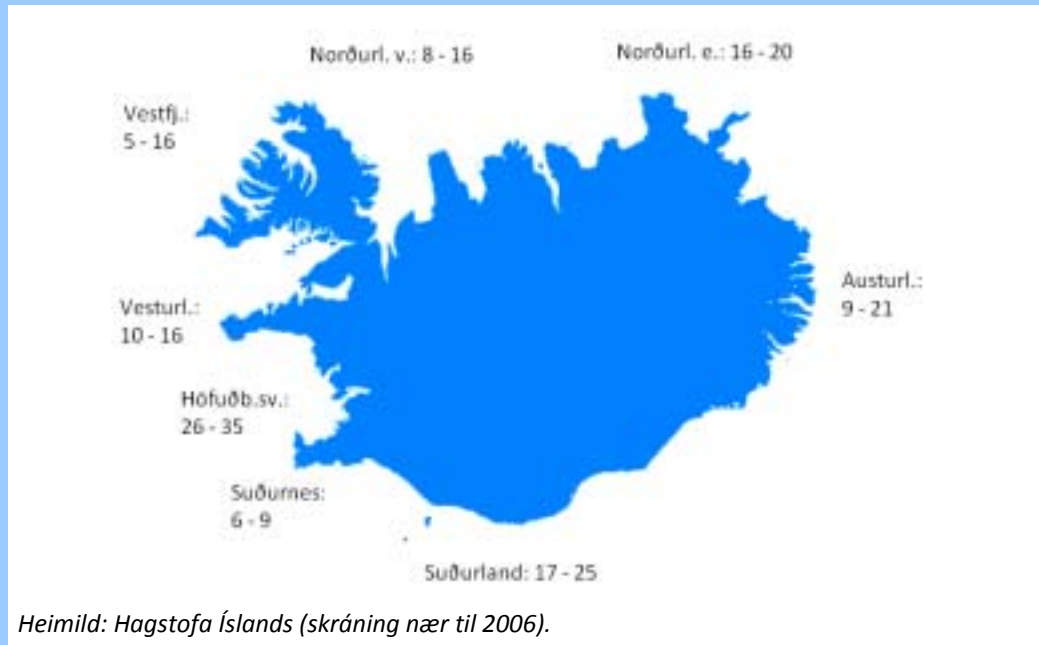 Norðurl. v.: 8 - 16
Norðurl. e.: 16 - 20
Vestfj.:
5 - 16
Austurl.:
9 - 21
Vesturl.:
10 - 16
Höfuðb.sv.:
26 - 35
Suðurnes:
6 - 9
Suðurland: 17 - 25
Heimild: Hagstofa Íslands (skráning nær til 2006).